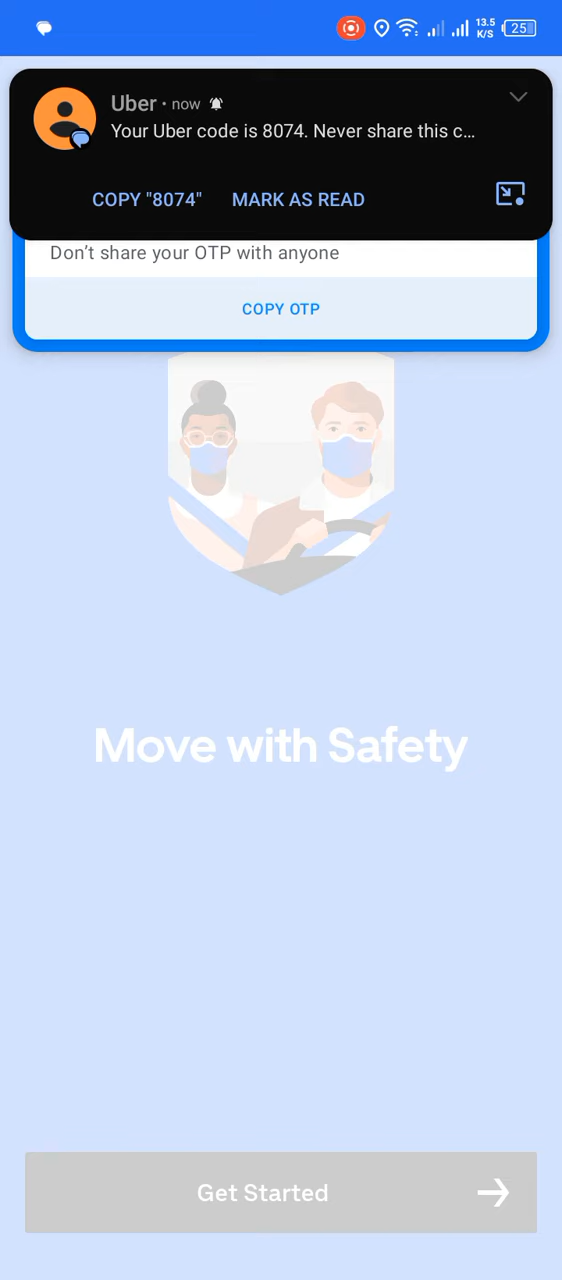 13.5
K/S
25
Uber • now
Your Uber code is 8074. Never share this c...
COPY "8074" MARK AS READ
Don't share your OTP with anyone
COPY OTP
Move with Safety
Get Started